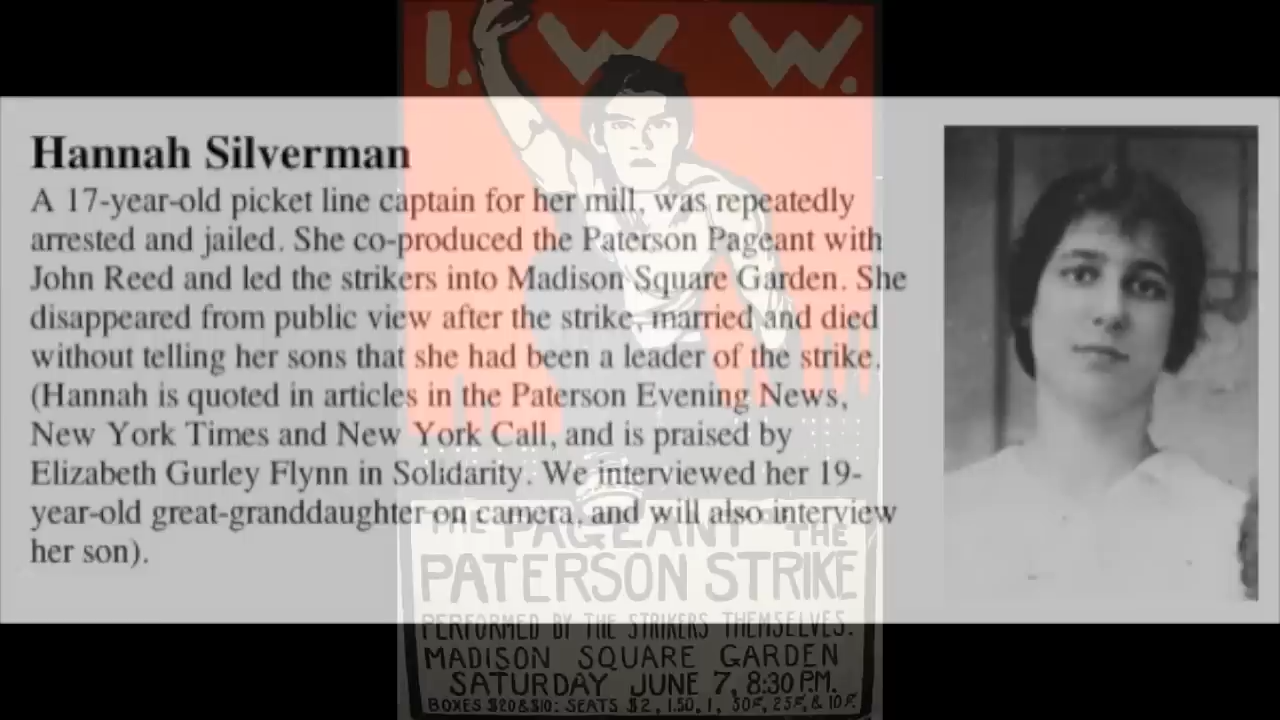 I. W. W.
Hannah Silverman
A 17-year-old picket line captain for her mill, was repeatedly
arrested and jailed. She co-produced the Paterson Pageant with
John Reed and led the strikers into Madison Square Garden. She
disappeared from public view after the strike, married and died
without telling her sons that she had been a leader of the strike.
(Hannah is quoted in articles in the Paterson Evening News,
New York Times and New York Call, and is praised by
Elizabeth Gurley Flynn in Solidarity. We interviewed her 19-
year-old great-granddaughter on camera, and will also interview
her son).
THE PAGEANT THE
PATERSON STRIKE
PERFORMED BY THE STRIKERS THEMSELVES.
MADISON SQUARE GARDEN
SATURDAY JUNE 7, 8:30 P.M.
BOXES $20 & $10: SEATS $2, 1.50, 1, 50¢, 25¢, & 10¢.